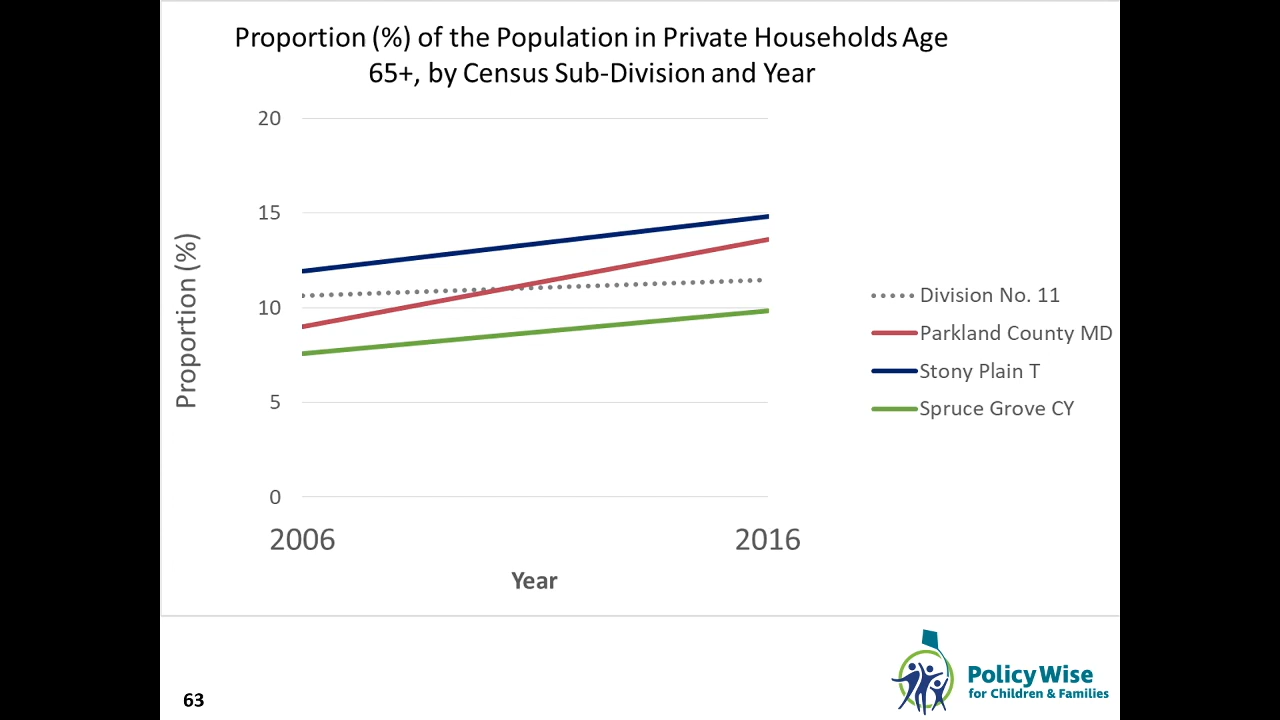 Proportion (%) of the Population in Private Households Age
65+, by Census Sub-Division and Year
20
15
10
5
0
Proportion (%)
2006
2016
Year
Division No. 11
Parkland County MD
Stony Plain T
Spruce Grove CY
PolicyWise
for Children & Families
63